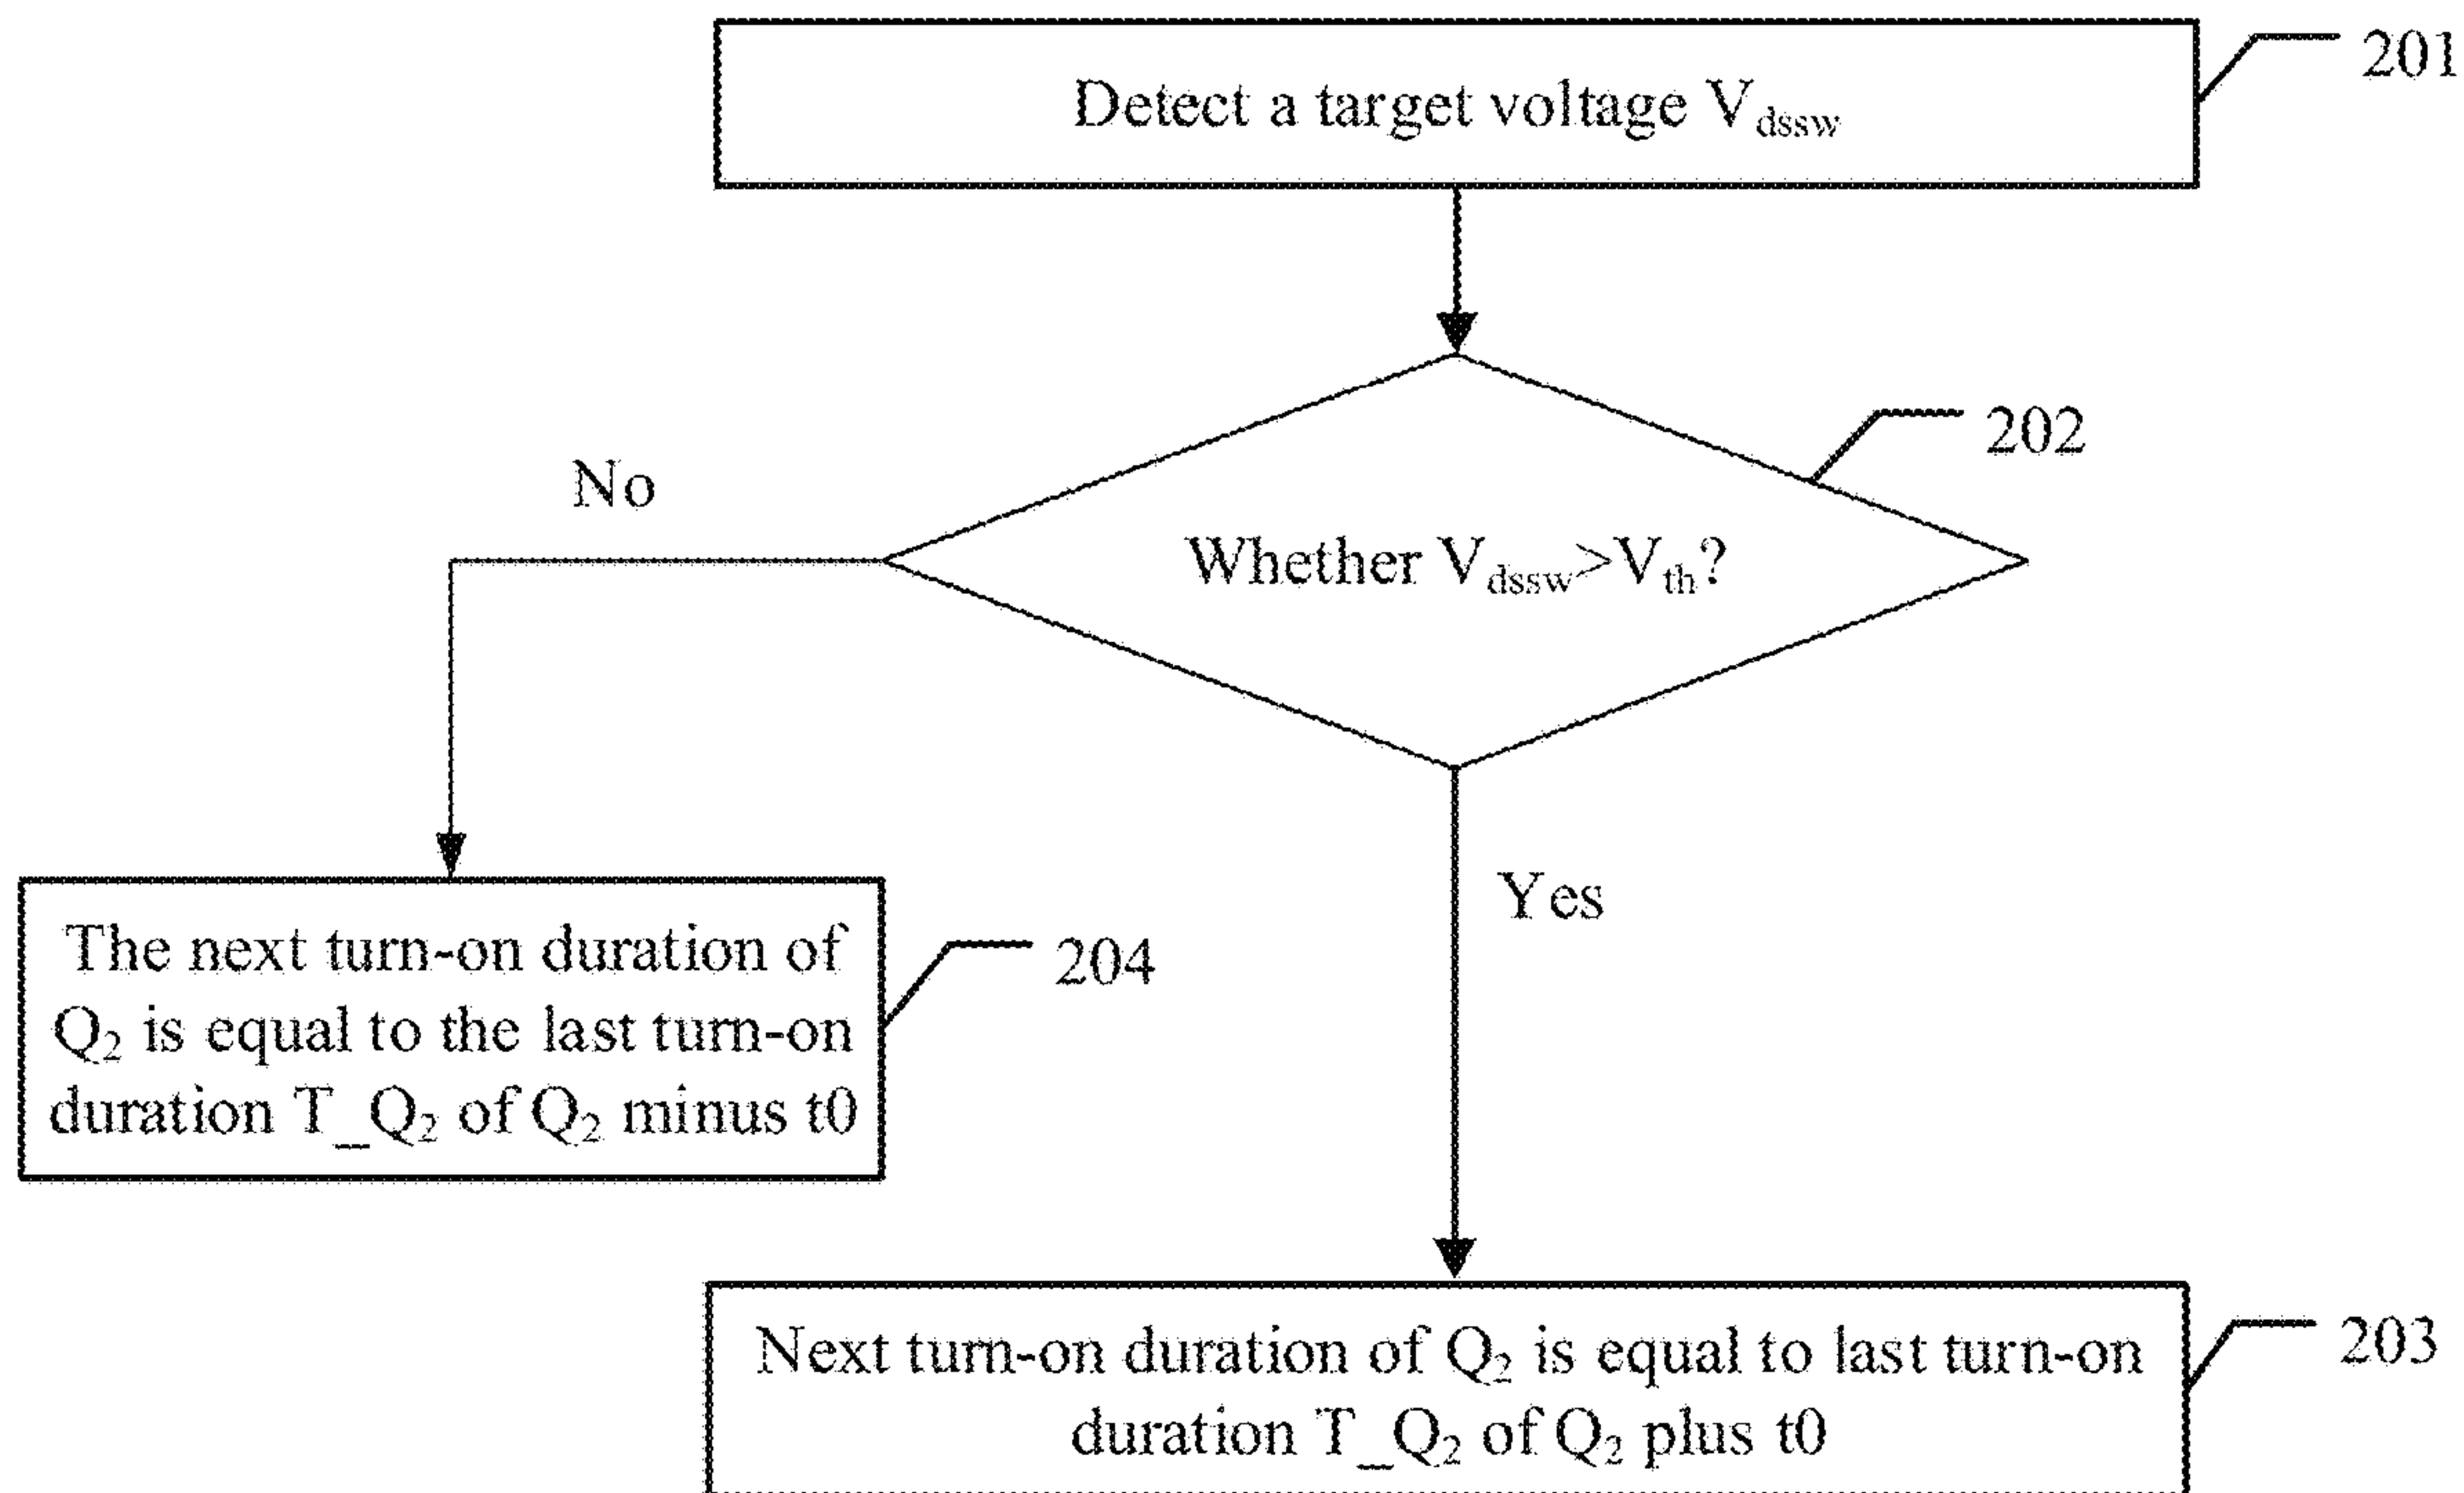 Detect a target voltage V_dssw
201
202
No
Whether V_dssw>V_th?
Yes
The next turn-on duration of
Q₂ is equal to the last turn-on
duration T_Q₂ of Q₂ minus t0
204
Next turn-on duration of Q₂ is equal to last turn-on
duration T_Q₂ of Q₂ plus t0
203